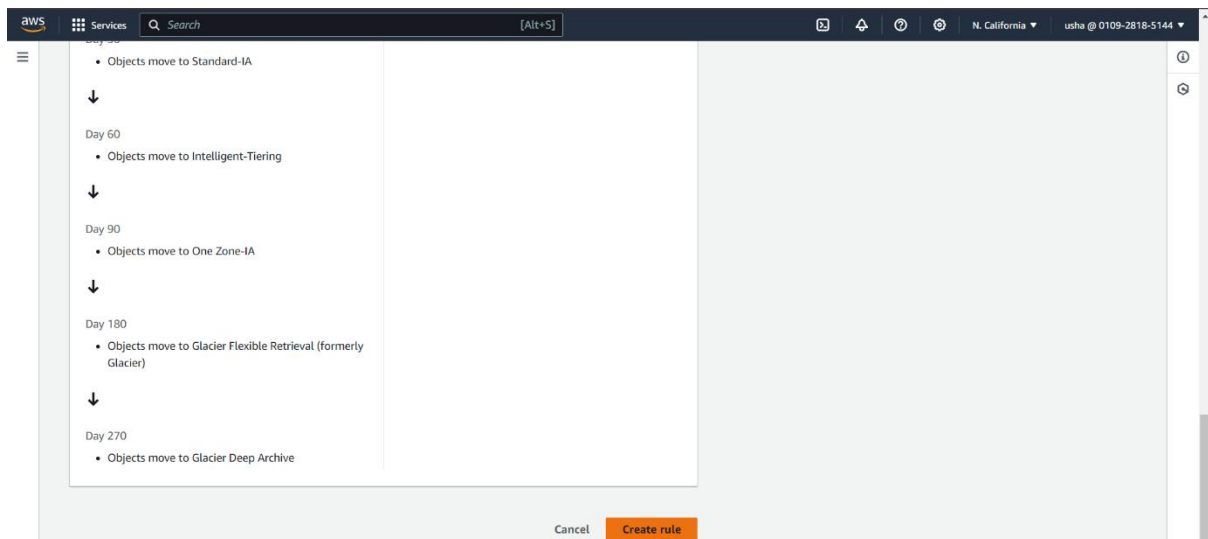 aws Services Search [Alt+S] N. California usha @ 0109-2818-5144
Objects move to Standard-IA
Day 60
Objects move to Intelligent-Tiering
Day 90
Objects move to One Zone-IA
Day 180
Objects move to Glacier Flexible Retrieval (formerly
Glacier)
Day 270
Objects move to Glacier Deep Archive
Cancel Create rule